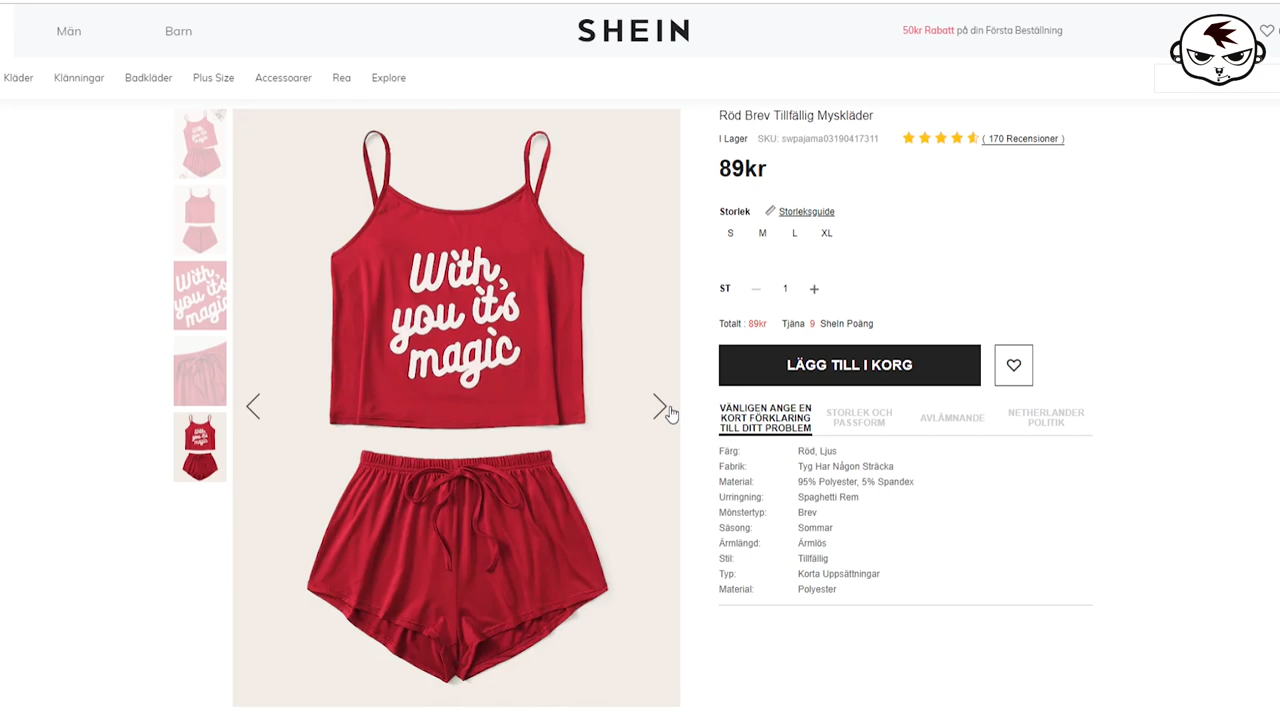 Män Barn SHEIN 50kr Rabatt på din Första Beställning
Kläder Klänningar Badkläder Plus Size Accessoarer Rea Explore
Röd Brev Tillfällig Myskläder
I Lager SKU: swpajama03190417311 ( 170 Recensioner )
89kr
Storlek Storleksguide
S M L XL
ST 1
Totalt : 89kr Tjäna 9 SheIn Poäng
LÄGG TILL I KORG
VÄNLIGEN ANGE EN
KORT FÖRKLARING
TILL DITT PROBLEM
STORLEK OCH
PASSFORM
AVLÄMNANDE
NETHERLANDER
POLITIK
Färg: Röd, Ljus
Fabrik: Tyg Har Någon Sträcka
Material: 95% Polyester, 5% Spandex
Urringning: Spaghetti Rem
Mönstertyp: Brev
Säsong: Sommar
Ärmlängd: Ärmlös
Stil: Tillfällig
Typ: Korta Uppsättningar
Material: Polyester
With
you it's
magic
With
you it's
magic